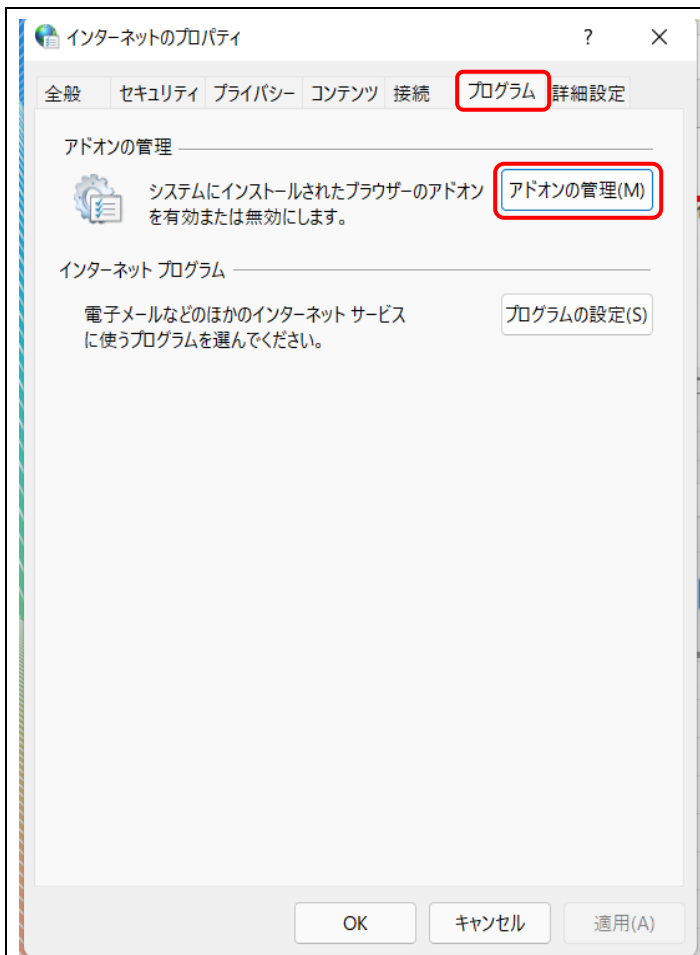 インターネットのプロパティ
? ×
全般 セキュリティ プライバシー コンテンツ 接続 プログラム 詳細設定
アドオンの管理
システムにインストールされたブラウザーのアドオン
を有効または無効にします。
アドオンの管理(M)
インターネット プログラム
電子メールなどのほかのインターネット サービス
に使うプログラムを選んでください。
プログラムの設定(S)
OK キャンセル 適用(A)